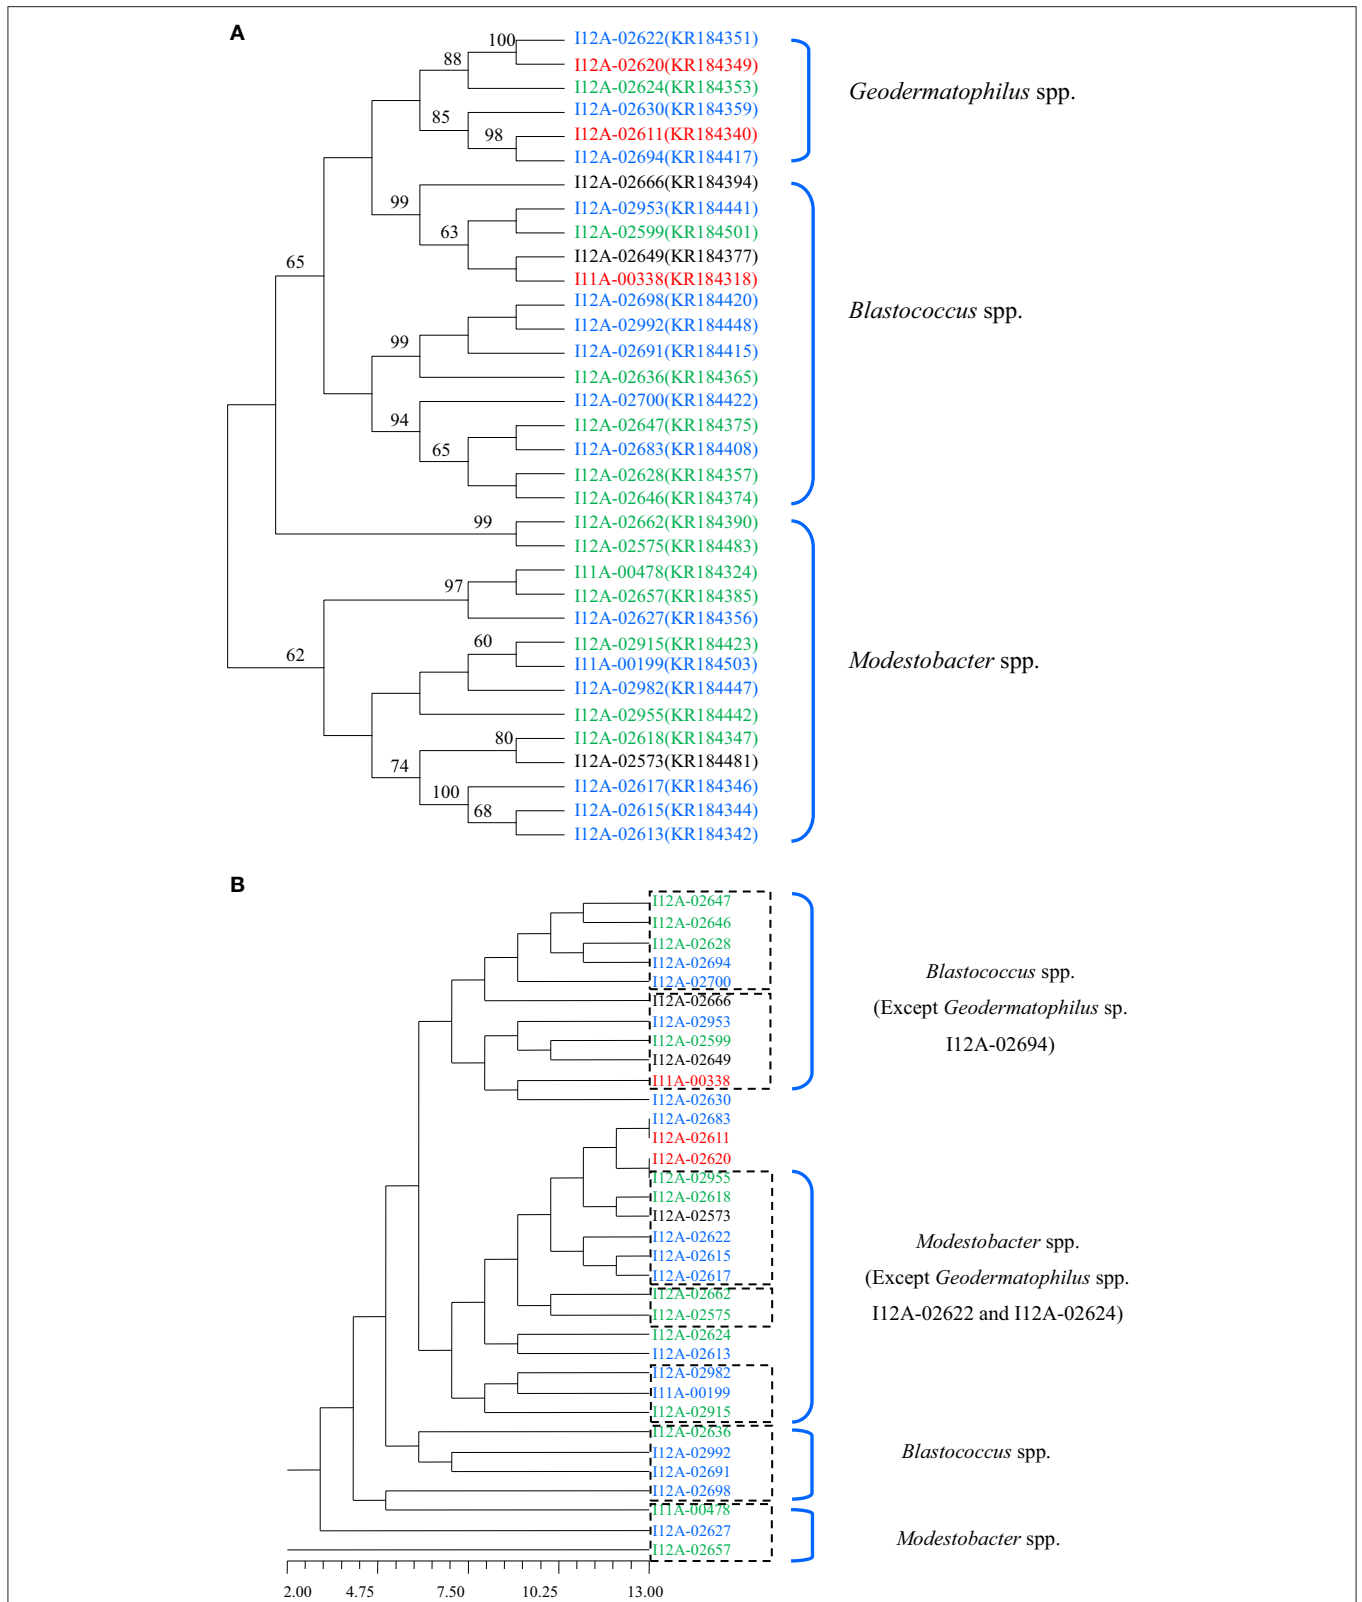 A
100
I12A-02622(KR184351)
88
I12A-02620(KR184349)
I12A-02624(KR184353)
Geodermatophilus spp.
85
I12A-02630(KR184359)
98
I12A-02611(KR184340)
I12A-02694(KR184417)
I12A-02666(KR184394)
99
I12A-02953(KR184441)
63
I12A-02599(KR184501)
I12A-02649(KR184377)
65
I11A-00338(KR184318)
I12A-02698(KR184420)
Blastococcus spp.
I12A-02992(KR184448)
99
I12A-02691(KR184415)
I12A-02636(KR184365)
I12A-02700(KR184422)
94
I12A-02647(KR184375)
65
I12A-02683(KR184408)
I12A-02628(KR184357)
I12A-02646(KR184374)
99
I12A-02662(KR184390)
I12A-02575(KR184483)
I11A-00478(KR184324)
97
I12A-02657(KR184385)
I12A-02627(KR184356)
60
I12A-02915(KR184423)
62
I11A-00199(KR184503)
Modestobacter spp.
I12A-02982(KR184447)
I12A-02955(KR184442)
80
I12A-02618(KR184347)
74
I12A-02573(KR184481)
100
I12A-02617(KR184346)
68
I12A-02615(KR184344)
I12A-02613(KR184342)
B
I12A-02647
I12A-02646
I12A-02628
I12A-02694
I12A-02700
I12A-02666
I12A-02953
I12A-02599
I12A-02649
I11A-00338
I12A-02630
Blastococcus spp.
(Except Geodermatophilus sp.
I12A-02694)
I12A-02683
I12A-02611
I12A-02620
I12A-02955
I12A-02618
I12A-02573
I12A-02622
I12A-02615
I12A-02617
I12A-02662
I12A-02575
I12A-02624
I12A-02613
I12A-02982
I11A-00199
I12A-02915
Modestobacter spp.
(Except Geodermatophilus spp.
I12A-02622 and I12A-02624)
I12A-02636
I12A-02992
I12A-02691
I12A-02698
Blastococcus spp.
I11A-00478
I12A-02627
I12A-02657
Modestobacter spp.
2.00 4.75 7.50 10.25 13.00